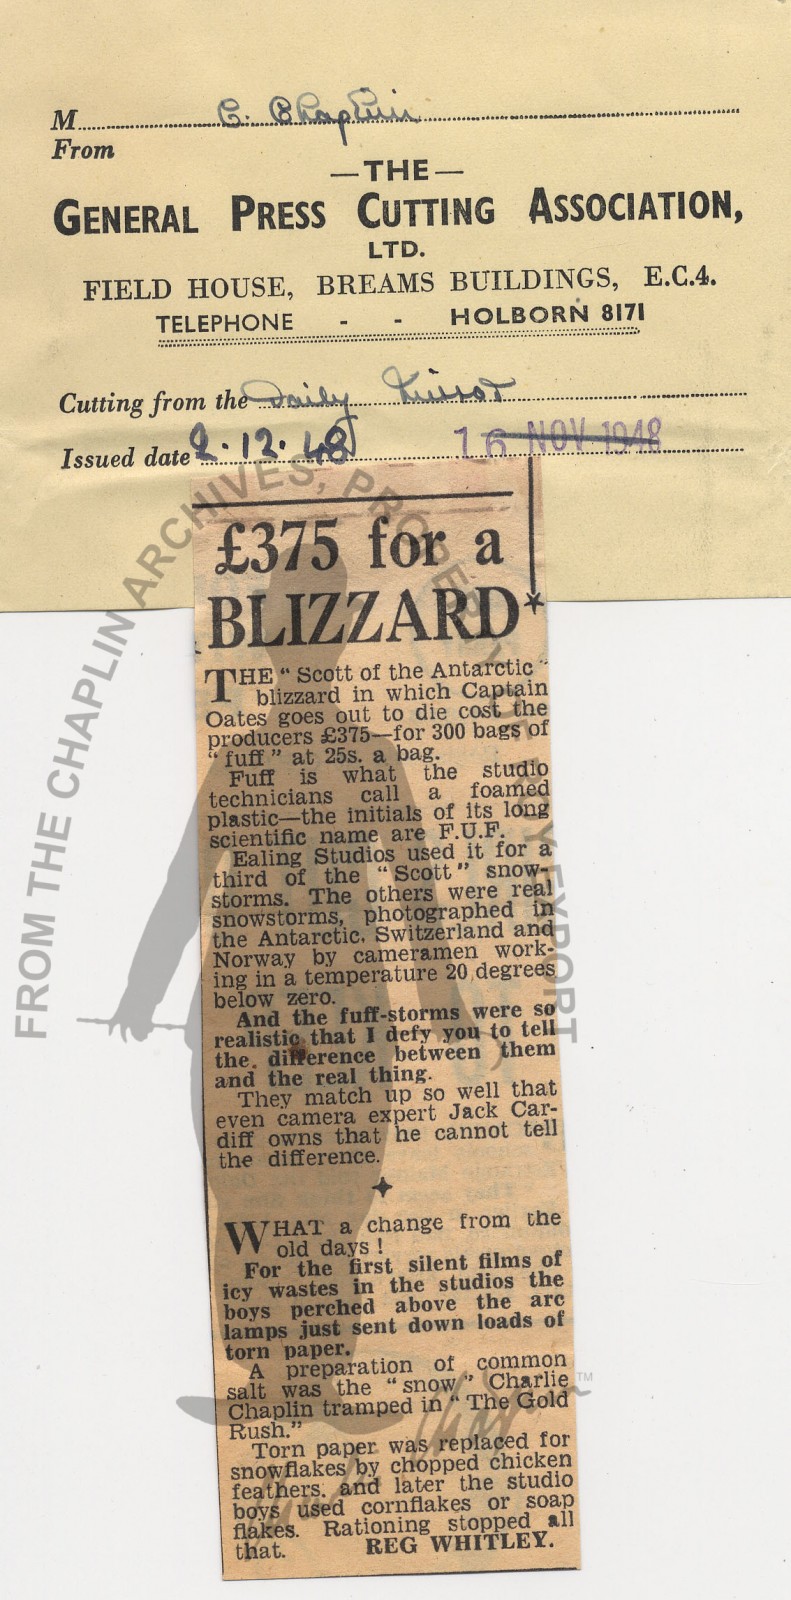 M C. Chaplin
From
—THE—
GENERAL PRESS CUTTING ASSOCIATION,
LTD.
FIELD HOUSE, BREAMS BUILDINGS, E.C.4.
TELEPHONE - - HOLBORN 8171
Cutting from the Daily Mirror
Issued date 2.12.48 16 NOV 1948
£375 for a
BLIZZARD
THE "Scott of the Antarctic"
blizzard in which Captain
Oates goes out to die cost the
producers £375—for 300 bags of
"fuff" at 25s. a bag.
Fuff is what the studio
technicians call a foamed
plastic—the initials of its long
scientific name are F.U.F.
Ealing Studios used it for a
third of the "Scott" snow-
storms. The others were real
snowstorms, photographed in
the Antarctic, Switzerland and
Norway by cameramen work-
ing in a temperature 20 degrees
below zero.
And the fuff-storms were so
realistic that I defy you to tell
the difference between them
and the real thing.
They match up so well that
even camera expert Jack Car-
diff owns that he cannot tell
the difference.
WHAT a change from the
old days!
For the first silent films of
icy wastes in the studios the
boys perched above the arc
lamps just sent down loads of
torn paper.
A preparation of common
salt was the "snow" Charlie
Chaplin tramped in "The Gold
Rush."
Torn paper was replaced for
snowflakes by chopped chicken
feathers, and later the studio
boys used cornflakes or soap
flakes. Rationing stopped all
that. REG WHITLEY.
FROM THE CHAPLIN ARCHIVES, PROPERTY OF ROY EXPORT
Charlie Chaplin™